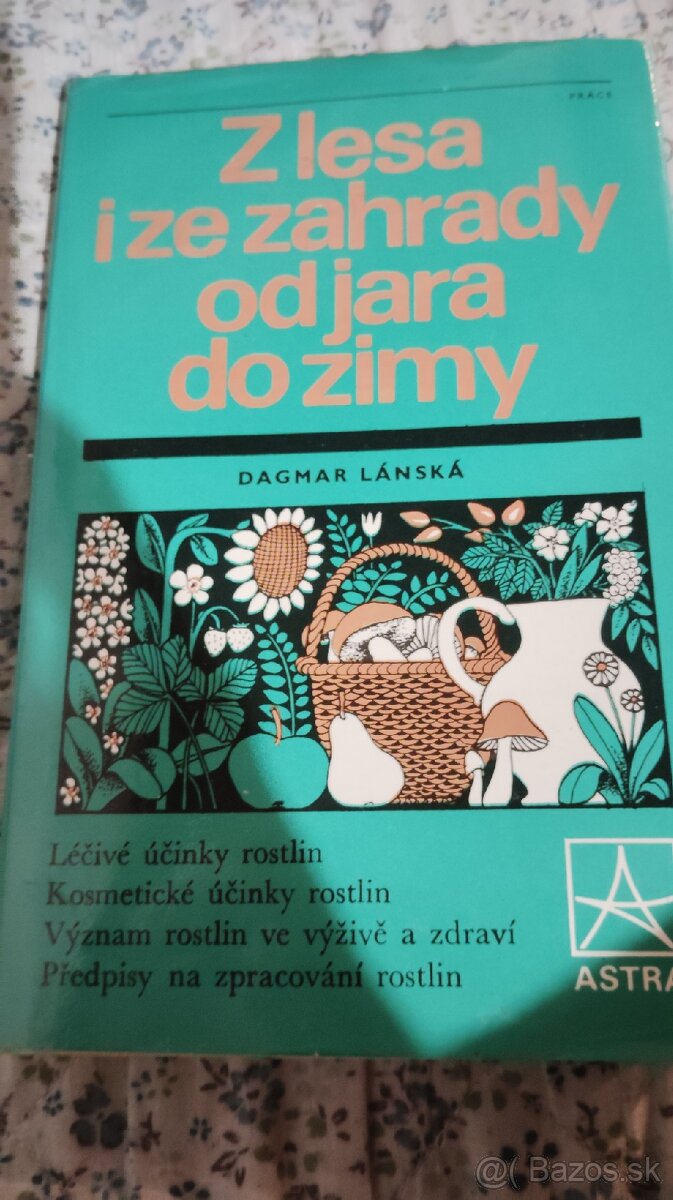 PRÁCE
Z lesa
i ze zahrady
od jara
do zimy
DAGMAR LÁNSKÁ
Léčivé účinky rostlin
Kosmetické účinky rostlin
Význam rostlin ve výživě a zdraví
Předpisy na zpracování rostlin
ASTRA
@( Bazos.sk